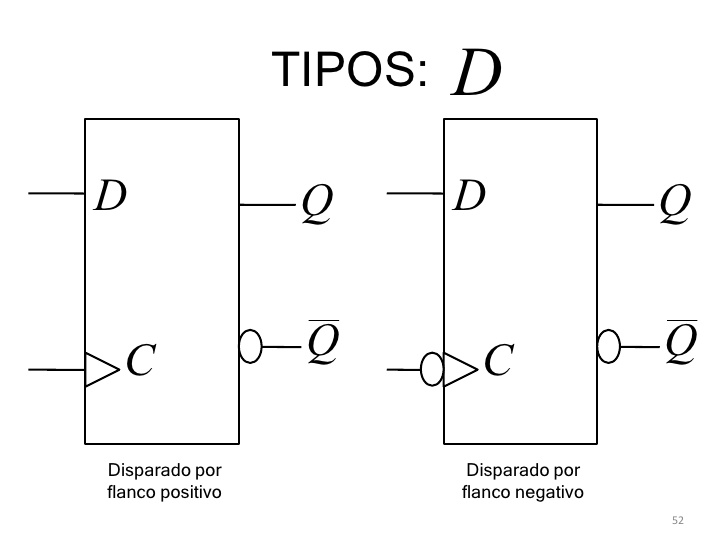 TIPOS: D
D
Q
C
Q̅
Disparado por
flanco positivo
D
Q
C
Q̅
Disparado por
flanco negativo
52